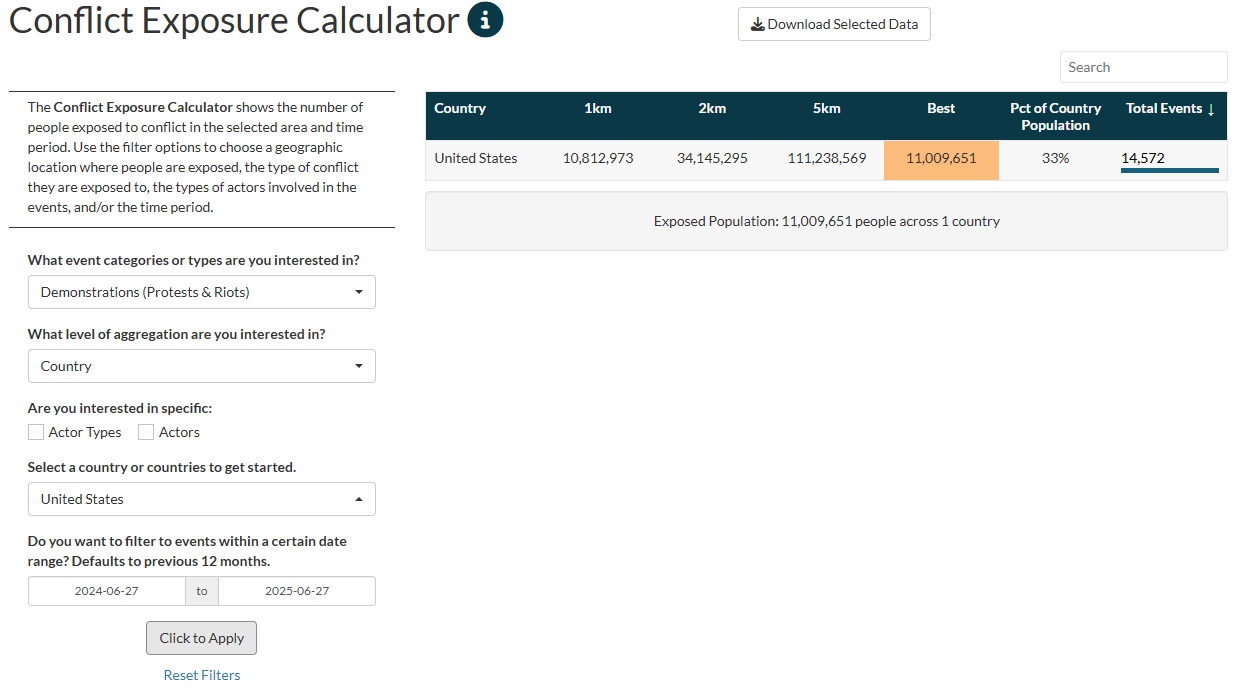 Conflict Exposure Calculator
Download Selected Data
Search
The Conflict Exposure Calculator shows the number of
people exposed to conflict in the selected area and time
period. Use the filter options to choose a geographic
location where people are exposed, the type of conflict
they are exposed to, the types of actors involved in the
events, and/or the time period.
What event categories or types are you interested in?
Demonstrations (Protests & Riots)
What level of aggregation are you interested in?
Country
Are you interested in specific:
Actor Types Actors
Select a country or countries to get started.
United States
Do you want to filter to events within a certain date
range? Defaults to previous 12 months.
2024-06-27 to 2025-06-27
Click to Apply
Reset Filters
Country 1km 2km 5km Best Pct of Country Population Total Events ↓
United States 10,812,973 34,145,295 111,238,569 11,009,651 33% 14,572
Exposed Population: 11,009,651 people across 1 country